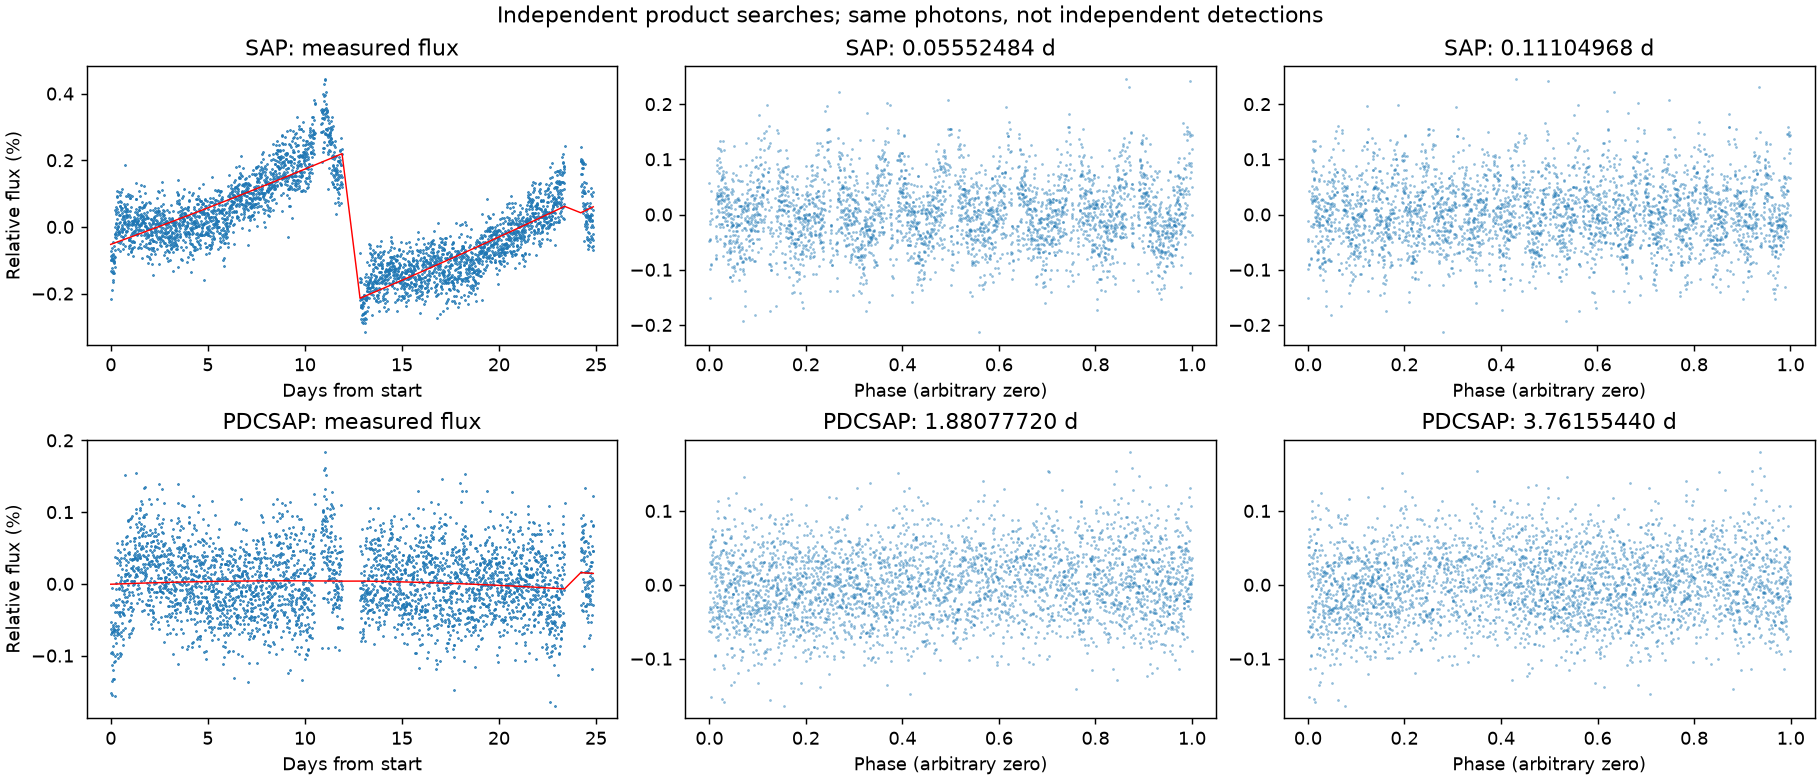 Independent product searches; same photons, not independent detections
SAP: measured flux
Relative flux (%)
0.4
0.2
0.0
−0.2
0 5 10 15 20 25
Days from start
SAP: 0.05552484 d
0.2
0.1
0.0
−0.1
−0.2
0.0 0.2 0.4 0.6 0.8 1.0
Phase (arbitrary zero)
SAP: 0.11104968 d
0.2
0.1
0.0
−0.1
−0.2
0.0 0.2 0.4 0.6 0.8 1.0
Phase (arbitrary zero)
PDCSAP: measured flux
Relative flux (%)
0.2
0.1
0.0
−0.1
0 5 10 15 20 25
Days from start
PDCSAP: 1.88077720 d
0.1
0.0
−0.1
0.0 0.2 0.4 0.6 0.8 1.0
Phase (arbitrary zero)
PDCSAP: 3.76155440 d
0.1
0.0
−0.1
0.0 0.2 0.4 0.6 0.8 1.0
Phase (arbitrary zero)